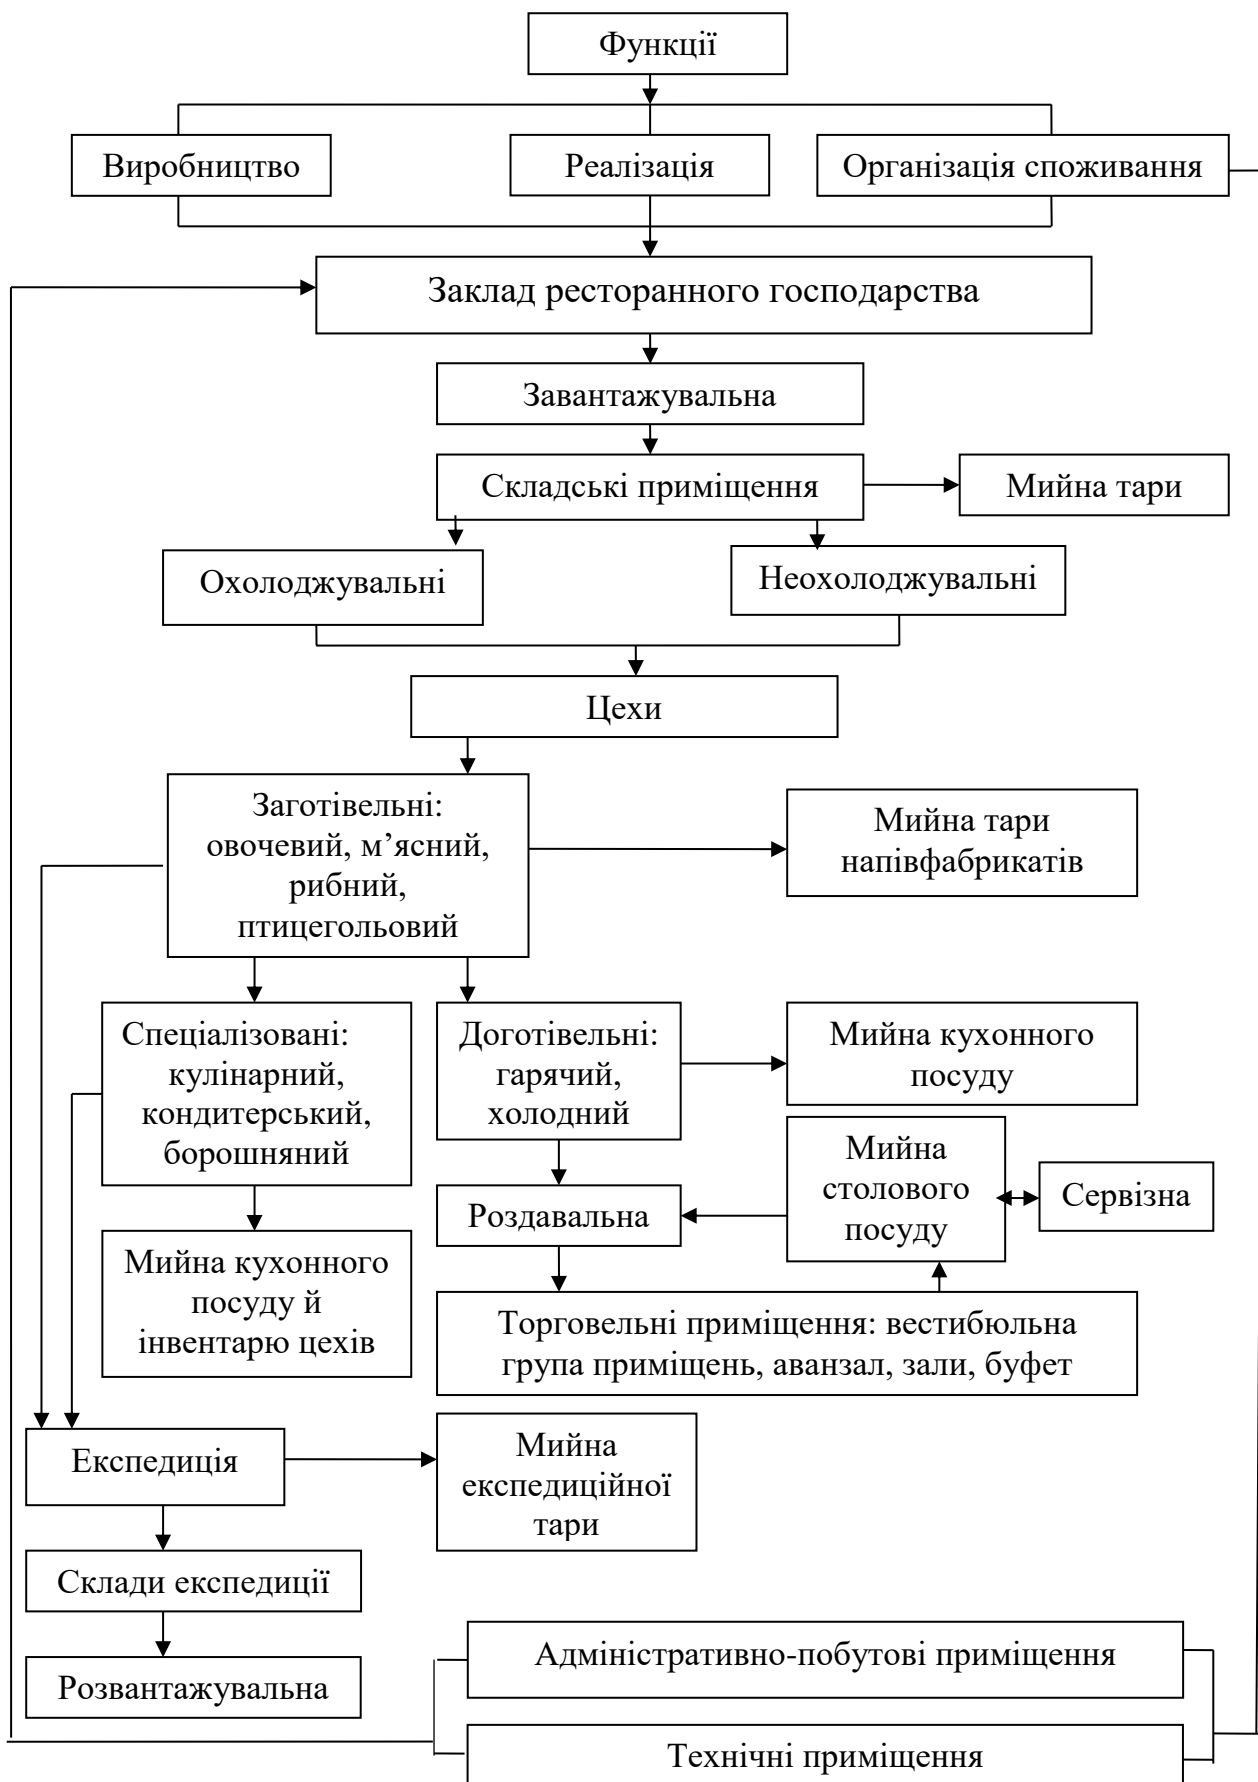 Функції
Виробництво
Реалізація
Організація споживання
Заклад ресторанного господарства
Завантажувальна
Складські приміщення
Мийна тари
Охолоджувальні
Неохолоджувальні
Цехи
Заготівельні:
овочевий, м’ясний,
рибний,
птицегольовий
Мийна тари
напівфабрикатів
Спеціалізовані:
кулінарний,
кондитерський,
борошняний
Доготівельні:
гарячий,
холодний
Мийна кухонного
посуду
Мийна
столового
посуду
Сервізна
Роздавальна
Мийна кухонного
посуду й
інвентарю цехів
Торговельні приміщення: вестибюльна
група приміщень, аванзал, зали, буфет
Експедиція
Мийна
експедиційної
тари
Склади експедиції
Розвантажувальна
Адміністративно-побутові приміщення
Технічні приміщення